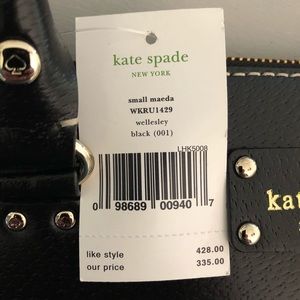 kate spade
NEW YORK
small maeda
WKRU1429
wellesley
black (001)
LHK5008
0 98689 00940 7
like style 428.00
our price 335.00
kat